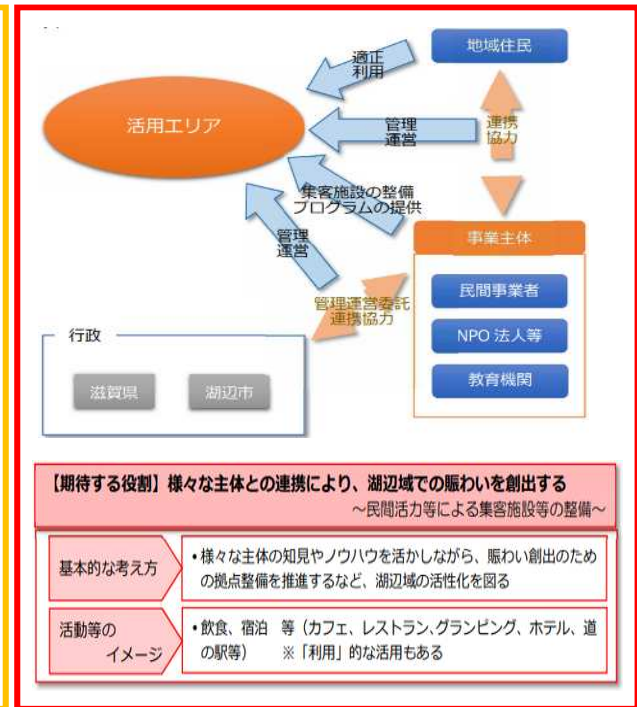 地域住民
適正
利用
活用エリア
管理
運営
連携
協力
集客施設の整備
プログラムの提供
管理
運営
事業主体
民間事業者
NPO 法人等
教育機関
管理運営委託
連携協力
行政
滋賀県
湖辺市
【期待する役割】様々な主体との連携により、湖辺域での賑わいを創出する
～民間活力等による集客施設等の整備～
基本的な考え方
・様々な主体の知見やノウハウを活かしながら、賑わい創出のため
の拠点整備を推進するなど、湖辺域の活性化を図る
活動等の
イメージ
・飲食、宿泊　等（カフェ、レストラン、グランピング、ホテル、道
の駅等）　※「利用」的な活用もある